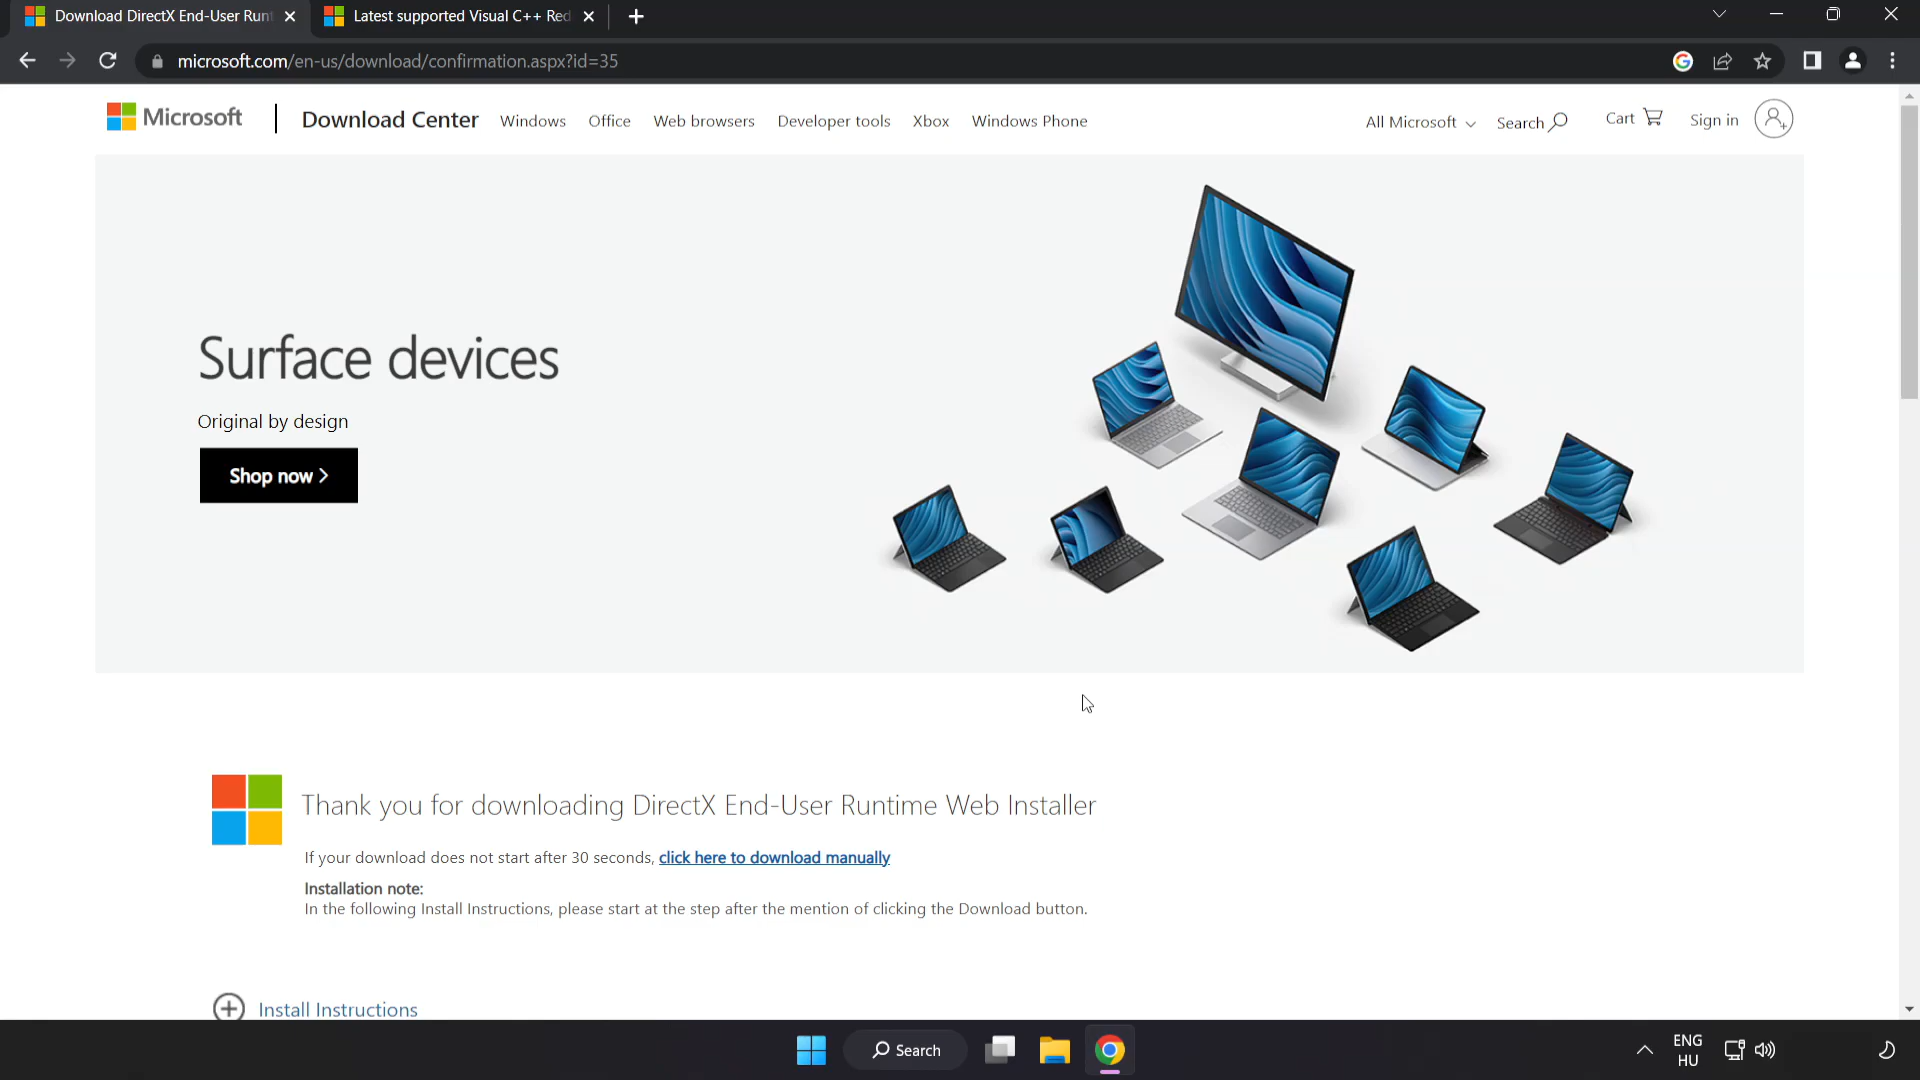 Download DirectX End-User Runt
Latest supported Visual C++ Red
microsoft.com/en-us/download/confirmation.aspx?id=35
Microsoft
Download Center
Windows
Office
Web browsers
Developer tools
Xbox
Windows Phone
All Microsoft
Search
Cart
Sign in
Surface devices
Original by design
Shop now
Thank you for downloading DirectX End-User Runtime Web Installer
If your download does not start after 30 seconds, click here to download manually
Installation note:
In the following Install Instructions, please start at the step after the mention of clicking the Download button.
Install Instructions
Search
ENG
HU